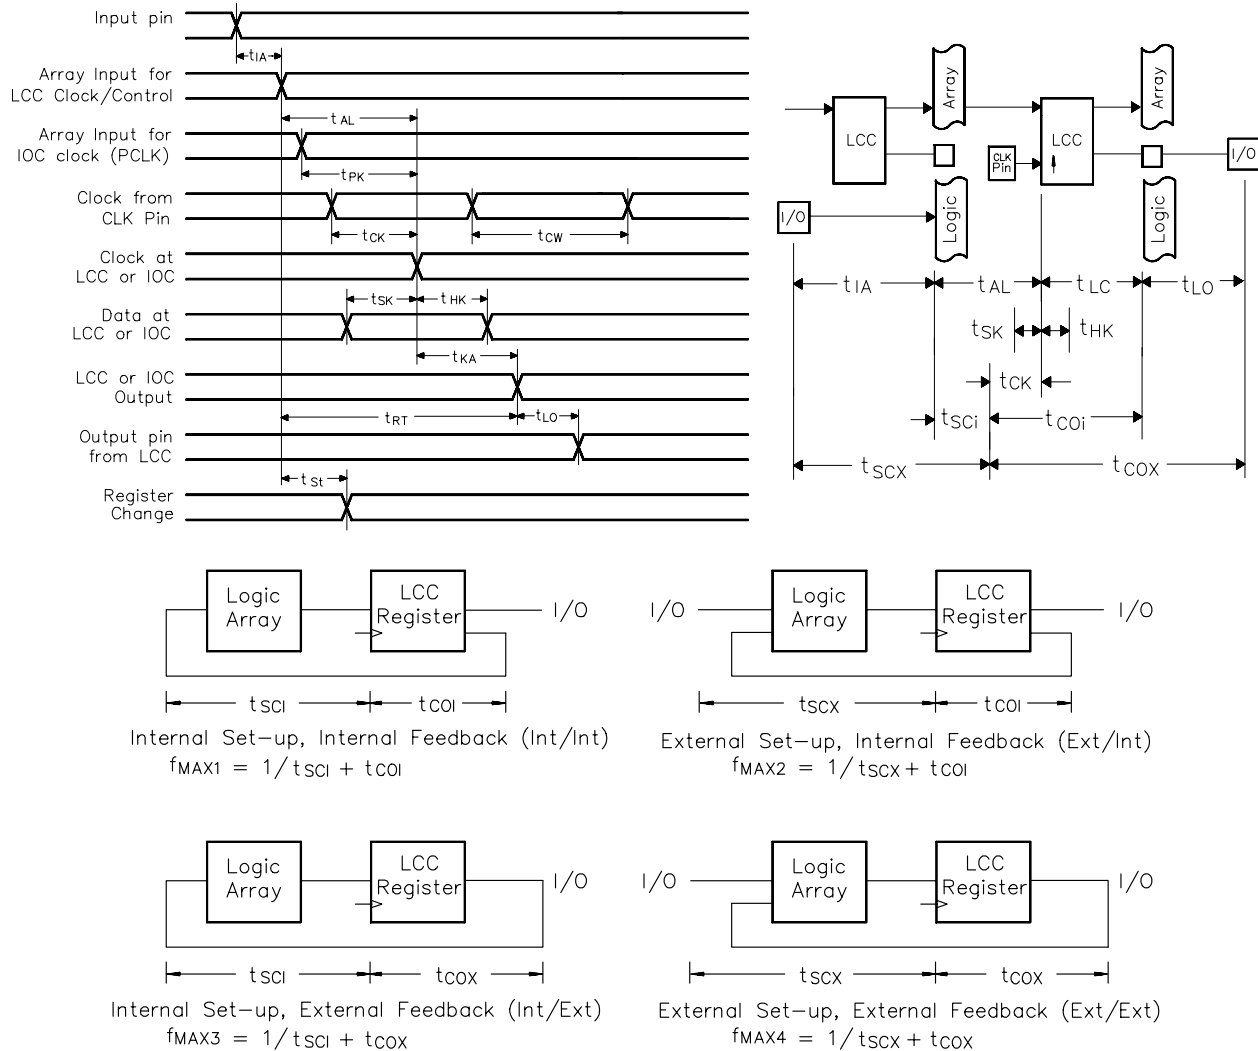 Input pin
tIA
Array Input for
LCC Clock/Control
tAL
Array Input for
IOC clock (PCLK)
tPK
Clock from
CLK Pin
tCK
tCW
Clock at
LCC or IOC
tSK
tHK
Data at
LCC or IOC
tKA
LCC or IOC
Output
tRT
tLO
Output pin
from LCC
tSt
Register
Change
Array
Array
LCC
LCC
CLK
Pin
I/O
I/O
Logic
Logic
tIA
tAL
tLC
tLO
tSK
tHK
tCK
tSCi
tCOi
tSCX
tCOX
Logic
Array
LCC
Register
I/O
tSCI
tCOI
Internal Set-up, Internal Feedback (Int/Int)
fMAX1 = 1/tSCI + tCOI
I/O
Logic
Array
LCC
Register
I/O
tSCX
tCOI
External Set-up, Internal Feedback (Ext/Int)
fMAX2 = 1/tSCX + tCOI
Logic
Array
LCC
Register
I/O
tSCI
tCOX
Internal Set-up, External Feedback (Int/Ext)
fMAX3 = 1/tSCI + tCOX
I/O
Logic
Array
LCC
Register
I/O
tSCX
tCOX
External Set-up, External Feedback (Ext/Ext)
fMAX4 = 1/tSCX + tCOX